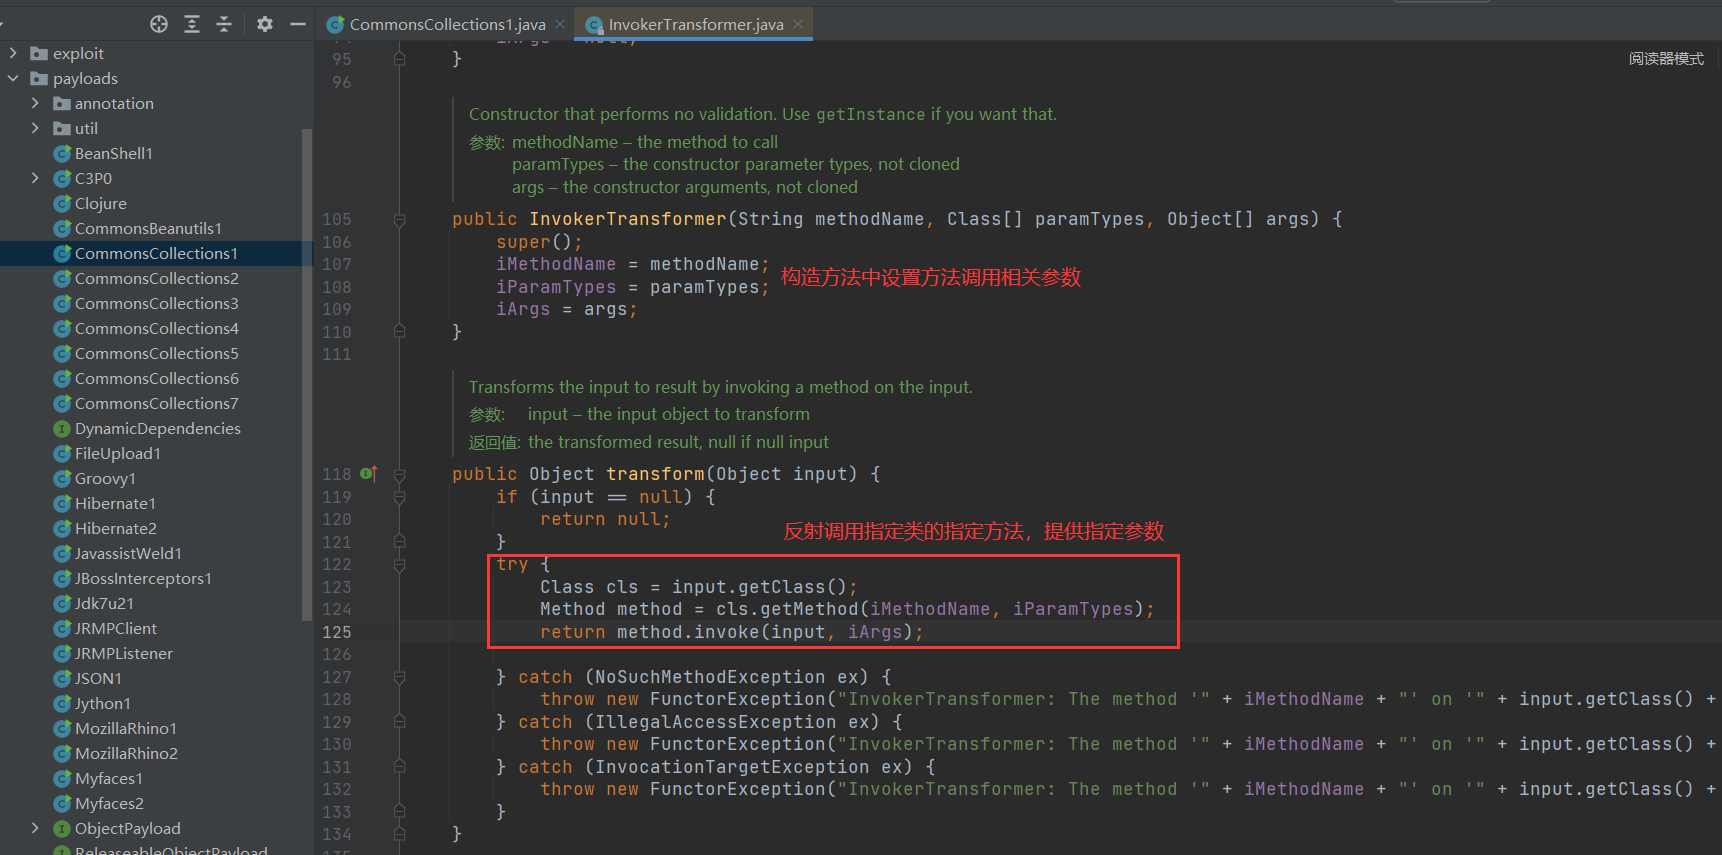 CommonsCollections1.java
InvokerTransformer.java
exploit
payloads
annotation
util
BeanShell1
C3P0
Clojure
CommonsBeanutils1
CommonsCollections1
CommonsCollections2
CommonsCollections3
CommonsCollections4
CommonsCollections5
CommonsCollections6
CommonsCollections7
DynamicDependencies
FileUpload1
Groovy1
Hibernate1
Hibernate2
JavassistWeld1
JBossInterceptors1
Jdk7u21
JRMPClient
JRMPListener
JSON1
Jython1
MozillaRhino1
MozillaRhino2
Myfaces1
Myfaces2
ObjectPayload
ReleaseableObjectPayload
阅读器模式
95 }
96
Constructor that performs no validation. Use getInstance if you want that.
参数: methodName – the method to call
paramTypes – the constructor parameter types, not cloned
args – the constructor arguments, not cloned
105 public InvokerTransformer(String methodName, Class[] paramTypes, Object[] args) {
106 super();
107 iMethodName = methodName;
构造方法中设置方法调用相关参数
108 iParamTypes = paramTypes;
109 iArgs = args;
110 }
111
Transforms the input to result by invoking a method on the input.
参数: input – the input object to transform
返回值: the transformed result, null if null input
118 public Object transform(Object input) {
119 if (input == null) {
120 return null;
反射调用指定类的指定方法，提供指定参数
121 }
122 try {
123 Class cls = input.getClass();
124 Method method = cls.getMethod(iMethodName, iParamTypes);
125 return method.invoke(input, iArgs);
126
127 } catch (NoSuchMethodException ex) {
128 throw new FunctorException("InvokerTransformer: The method '" + iMethodName + "' on '" + input.getClass() +
129 } catch (IllegalAccessException ex) {
130 throw new FunctorException("InvokerTransformer: The method '" + iMethodName + "' on '" + input.getClass() +
131 } catch (InvocationTargetException ex) {
132 throw new FunctorException("InvokerTransformer: The method '" + iMethodName + "' on '" + input.getClass() +
133 }
134 }